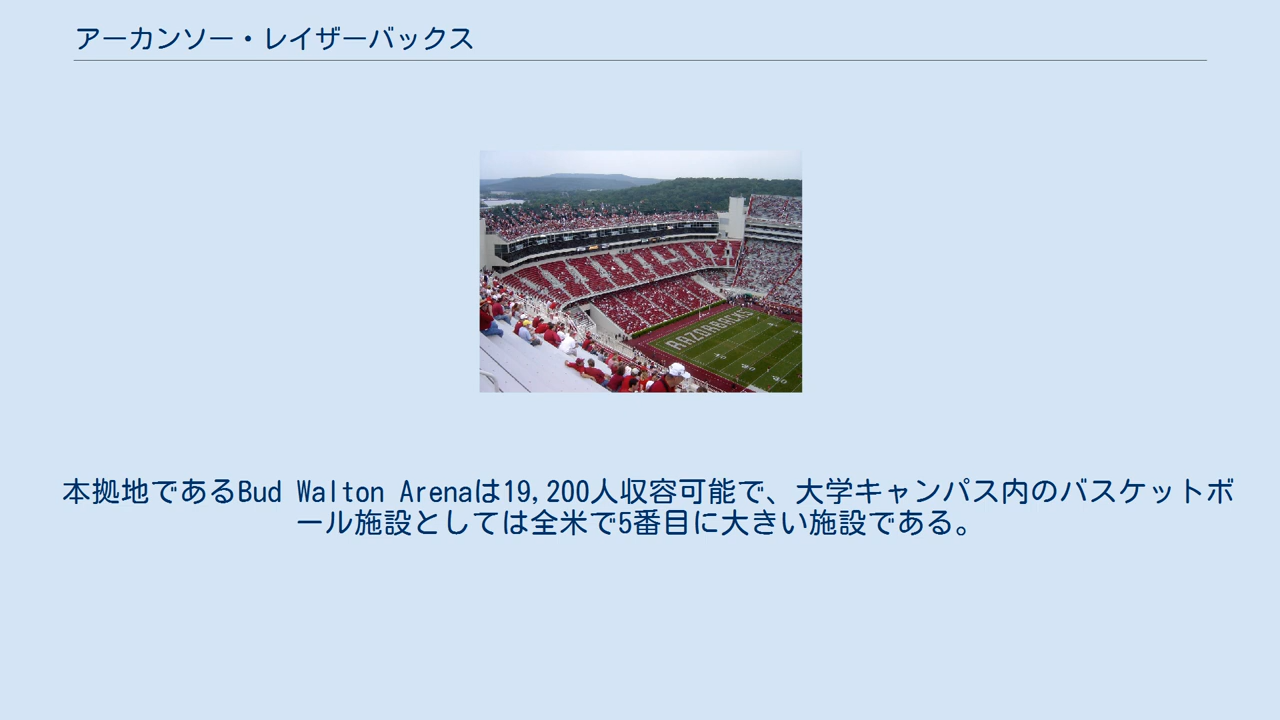 アーカンソー・レイザーバックス
RAZORBACKS
本拠地であるBud Walton Arenaは19,200人収容可能で、大学キャンパス内のバスケットボ
ール施設としては全米で5番目に大きい施設である。